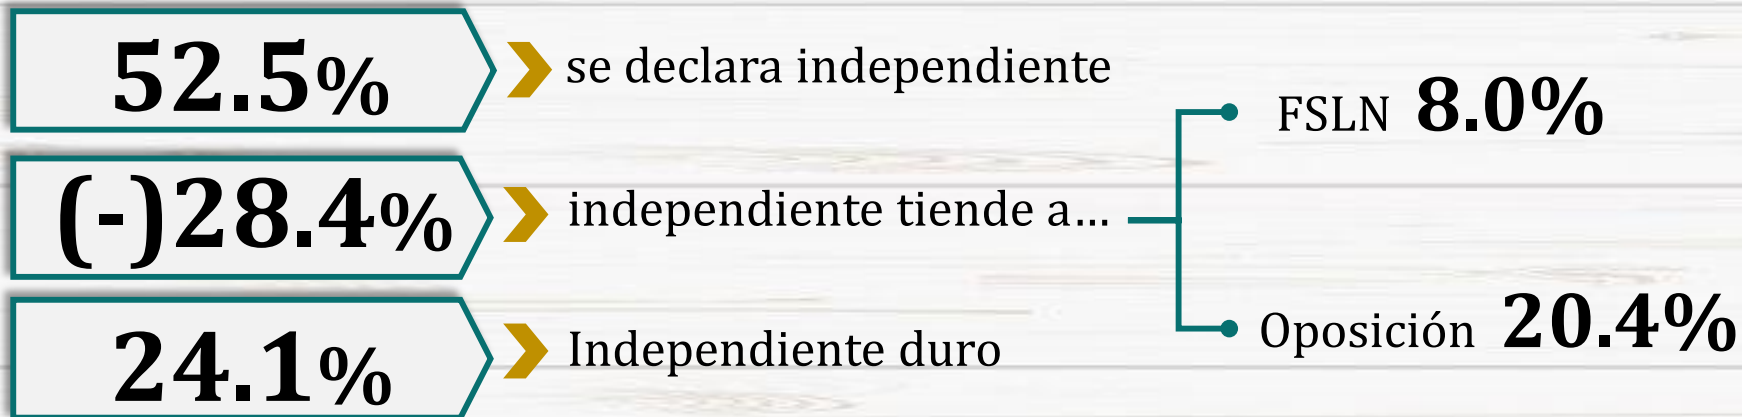 52.5% se declara independiente
FSLN 8.0%
(-)28.4% independiente tiende a...
Oposición 20.4%
24.1% Independiente duro